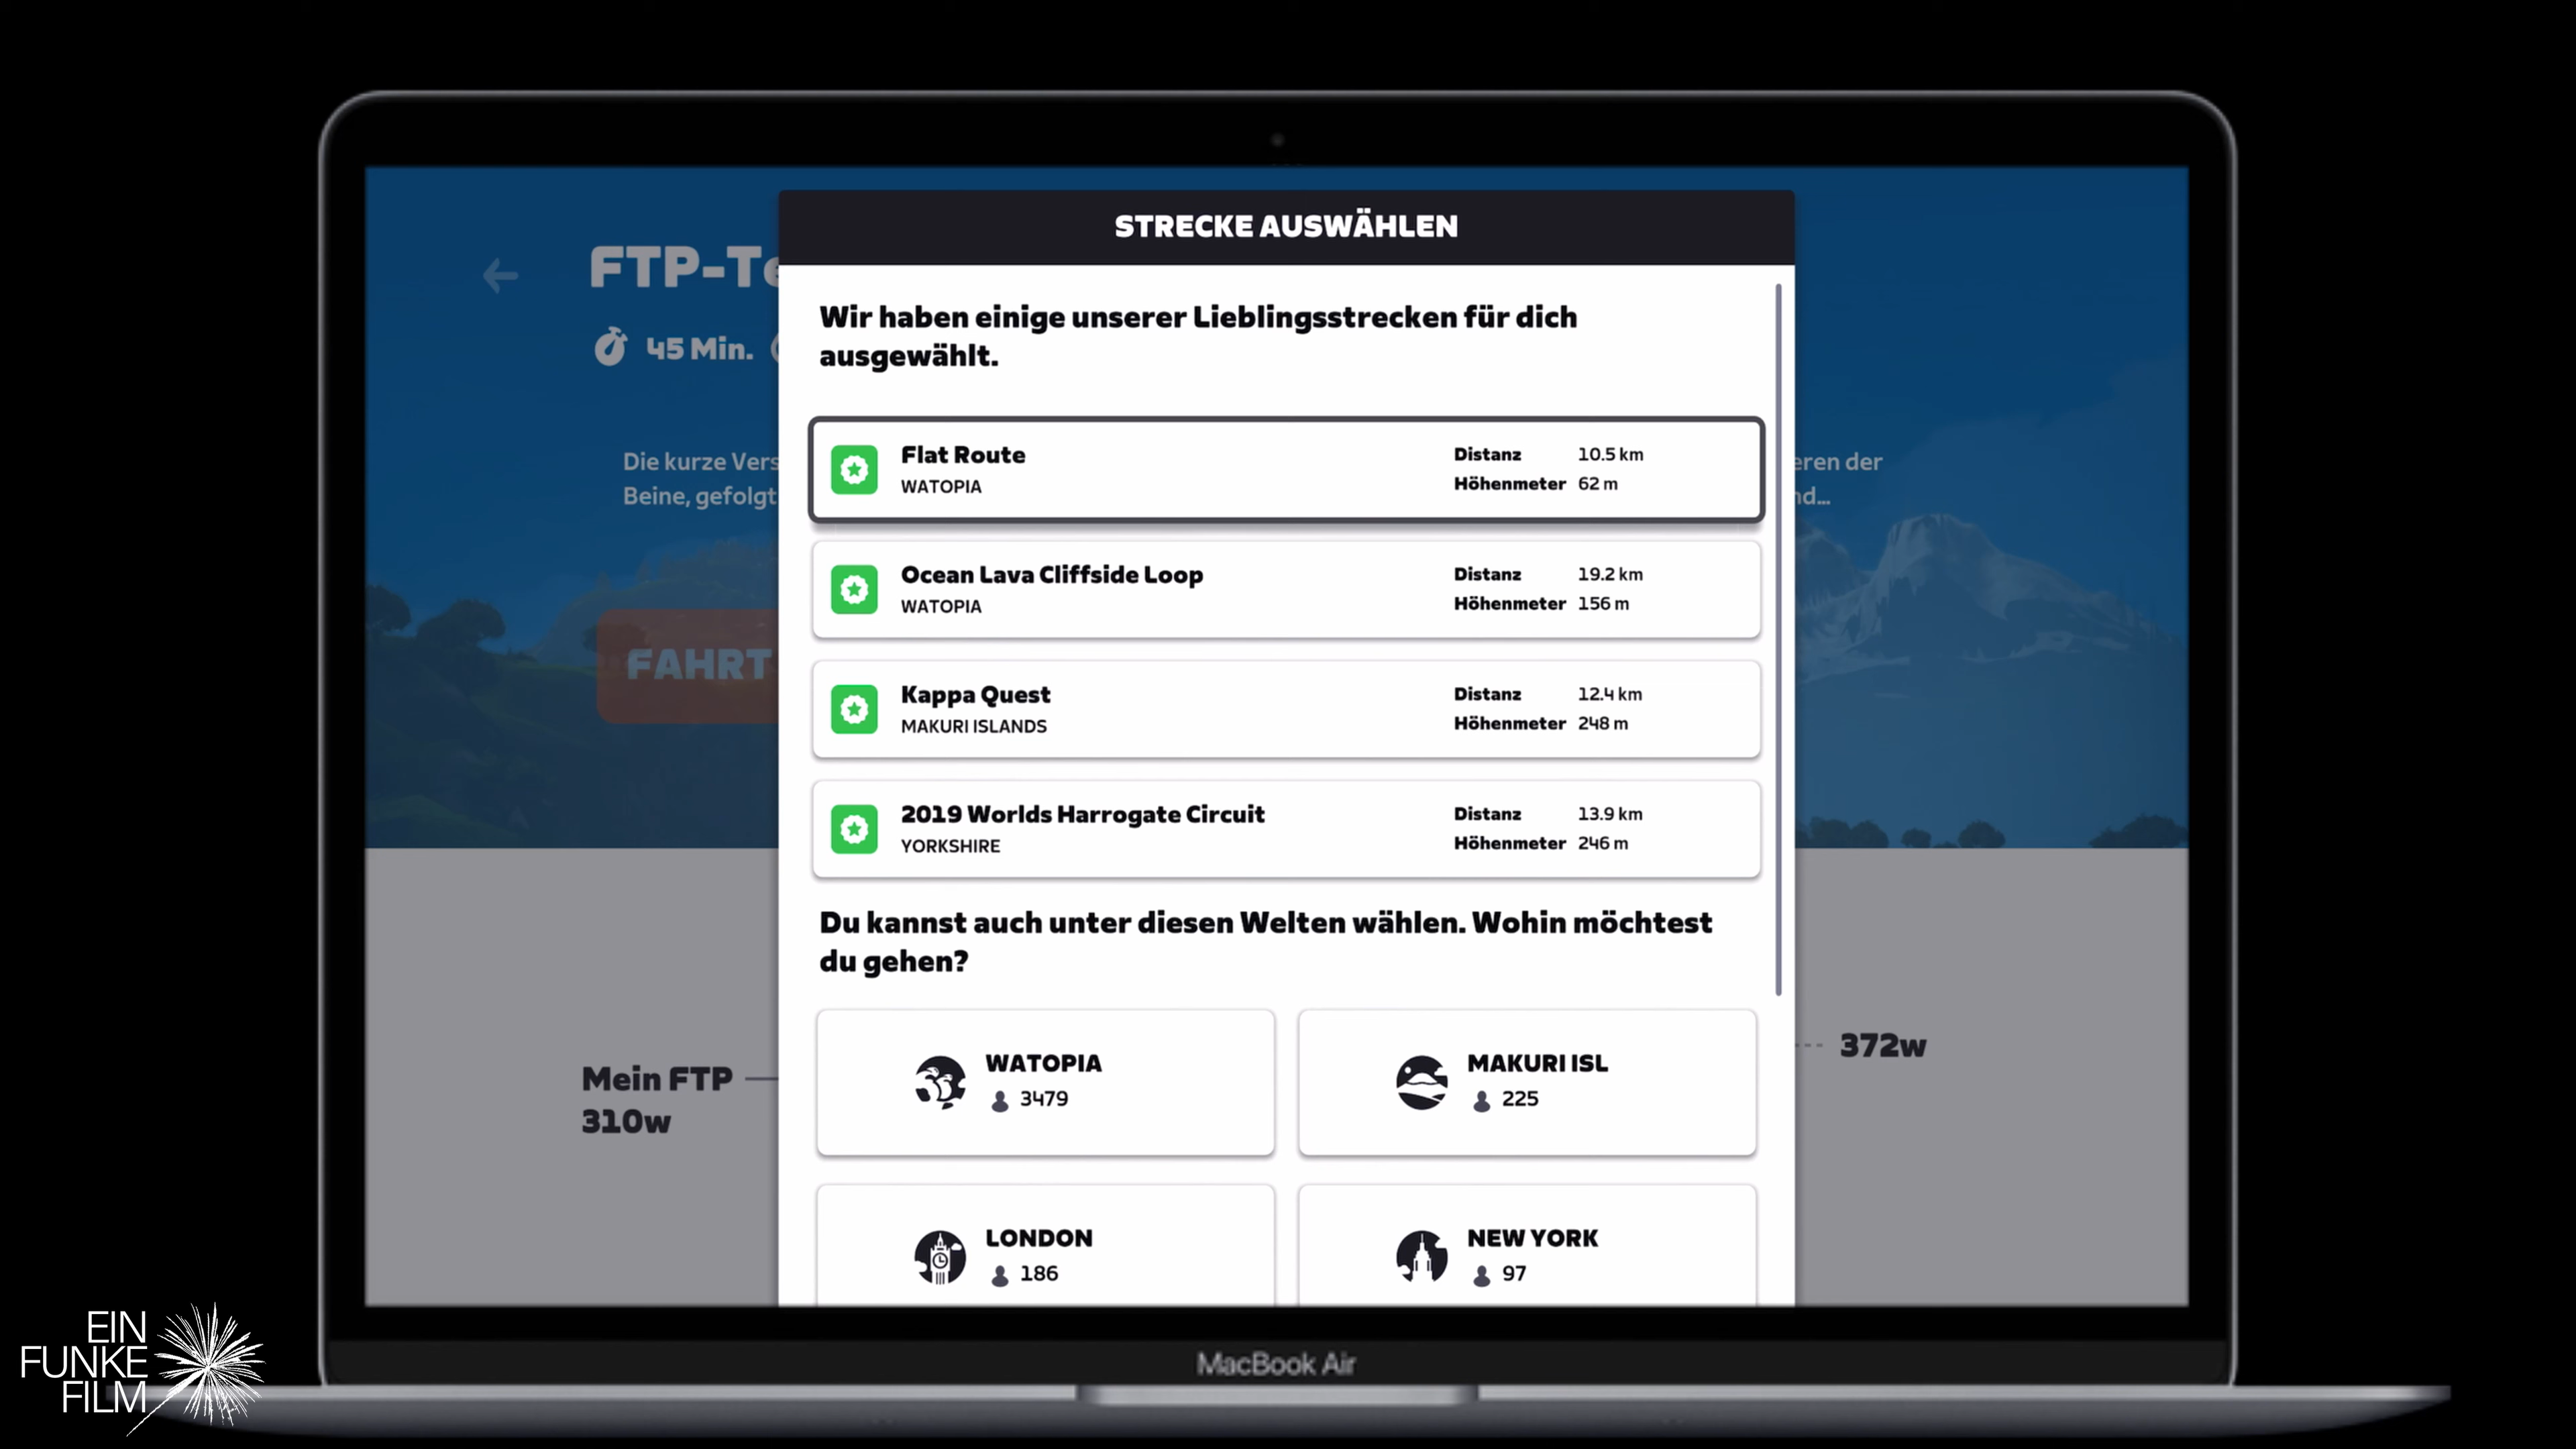 STRECKE AUSWÄHLEN
FTP-Te
45 Min.
Die kurze Vers
Beine, gefolgt
eren der
nd...
FAHRT
Wir haben einige unserer Lieblingsstrecken für dich
ausgewählt.
Flat Route
WATOPIA
Distanz 10.5 km
Höhenmeter 62 m
Ocean Lava Cliffside Loop
WATOPIA
Distanz 19.2 km
Höhenmeter 156 m
Kappa Quest
MAKURI ISLANDS
Distanz 12.4 km
Höhenmeter 248 m
2019 Worlds Harrogate Circuit
YORKSHIRE
Distanz 13.9 km
Höhenmeter 246 m
Du kannst auch unter diesen Welten wählen. Wohin möchtest
du gehen?
WATOPIA
3479
MAKURI ISL
225
LONDON
186
NEW YORK
97
Mein FTP
310w
372w
MacBook Air
EIN
FUNKE
FILM